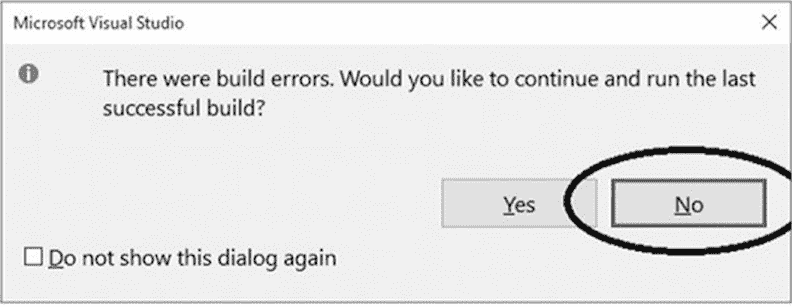 Microsoft Visual Studio
There were build errors. Would you like to continue and run the last
successful build?
Yes No
Do not show this dialog again